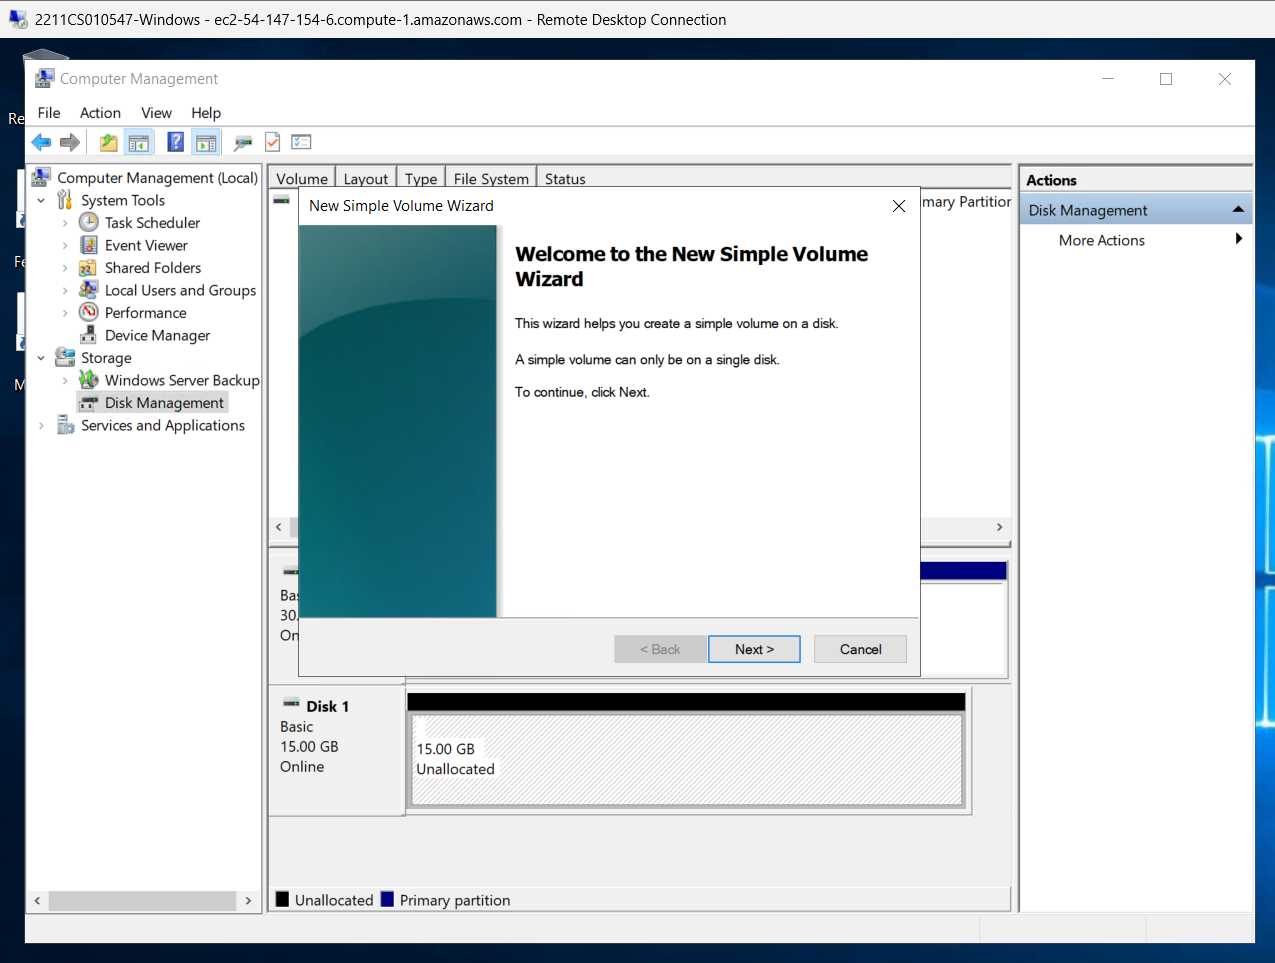 2211CS010547-Windows - ec2-54-147-154-6.compute-1.amazonaws.com - Remote Desktop Connection
Computer Management
File Action View Help
Computer Management (Local)
System Tools
Task Scheduler
Event Viewer
Shared Folders
Local Users and Groups
Performance
Device Manager
Storage
Windows Server Backup
Disk Management
Services and Applications
Volume Layout Type File System Status
mary Partition
New Simple Volume Wizard
Welcome to the New Simple Volume
Wizard
This wizard helps you create a simple volume on a disk.
A simple volume can only be on a single disk.
To continue, click Next.
< Back Next > Cancel
Bas
30.
On
Disk 1
Basic
15.00 GB
Online
15.00 GB
Unallocated
Unallocated Primary partition
Actions
Disk Management
More Actions